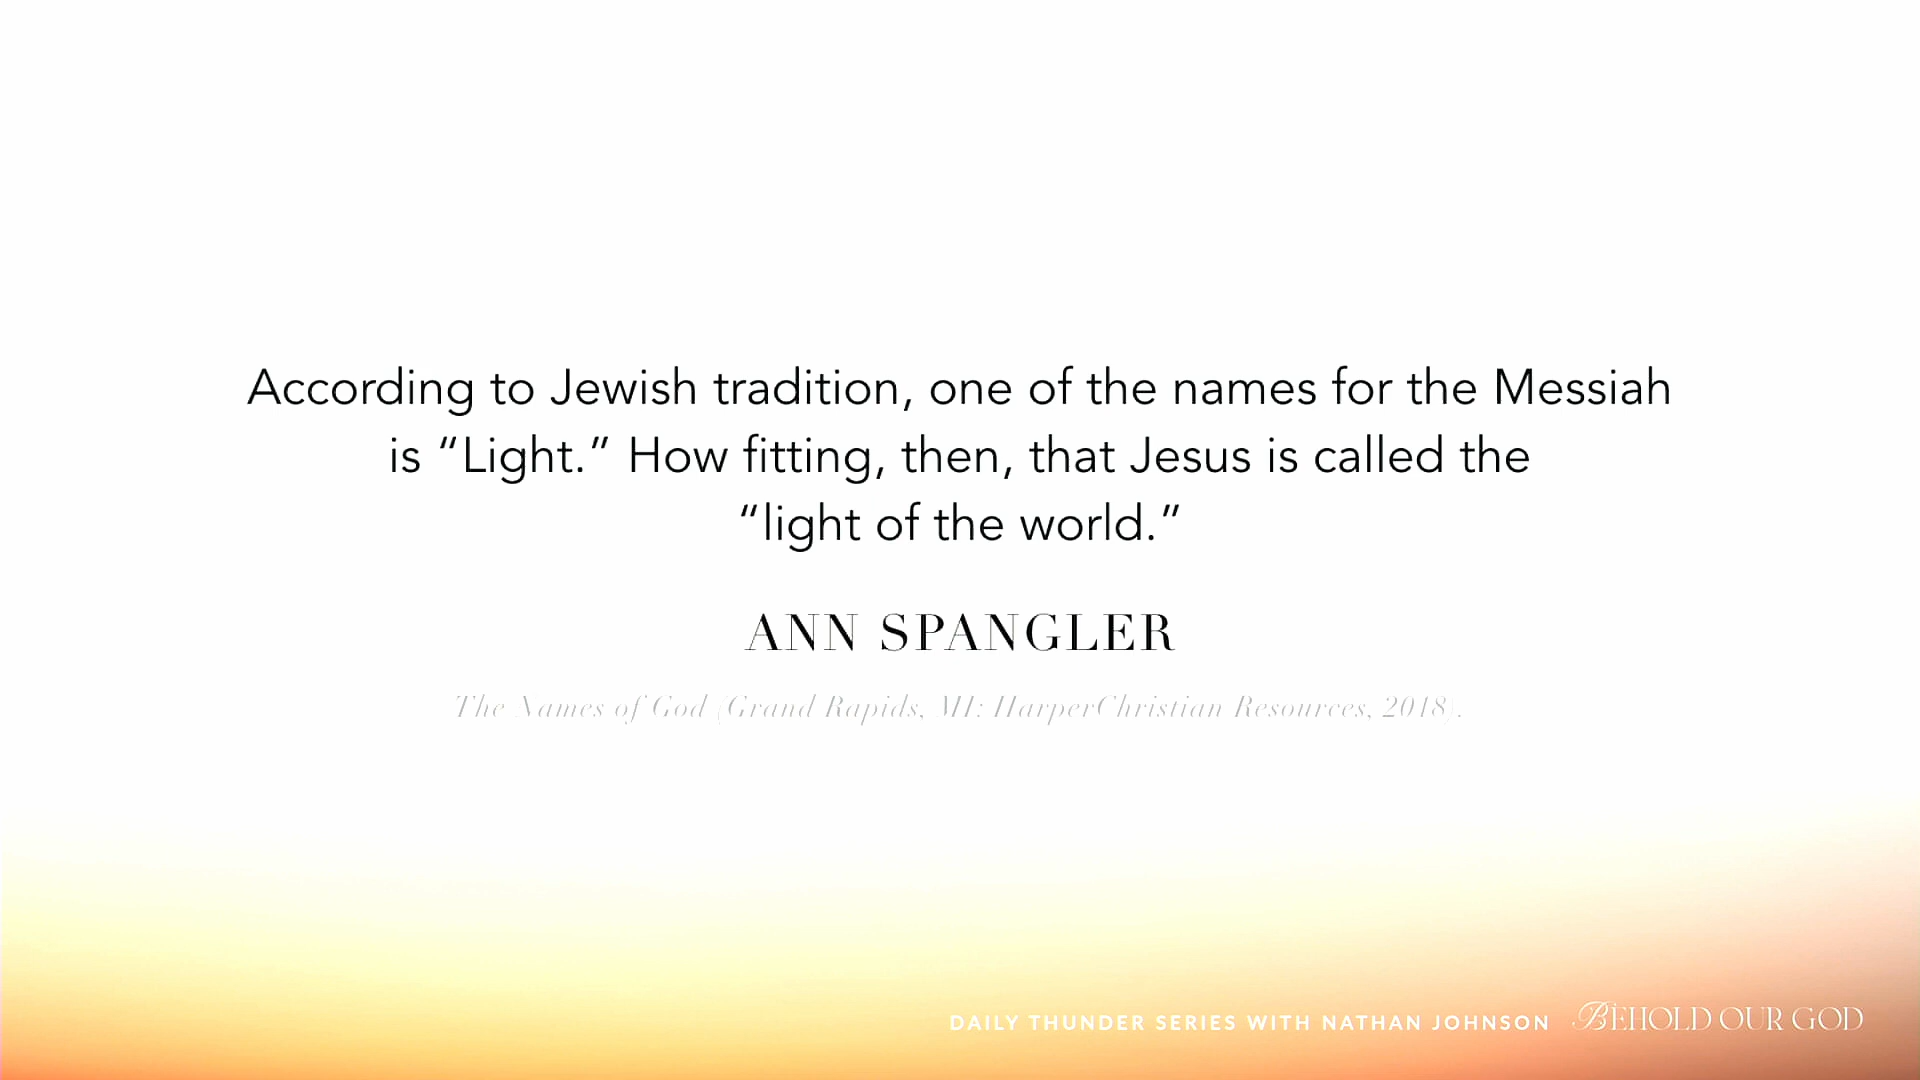 According to Jewish tradition, one of the names for the Messiah
is “Light.” How fitting, then, that Jesus is called the
“light of the world.”
ANN SPANGLER
The Names of God (Grand Rapids, MI: HarperChristian Resources, 2018).
DAILY THUNDER SERIES WITH NATHAN JOHNSON BEHOLD OUR GOD